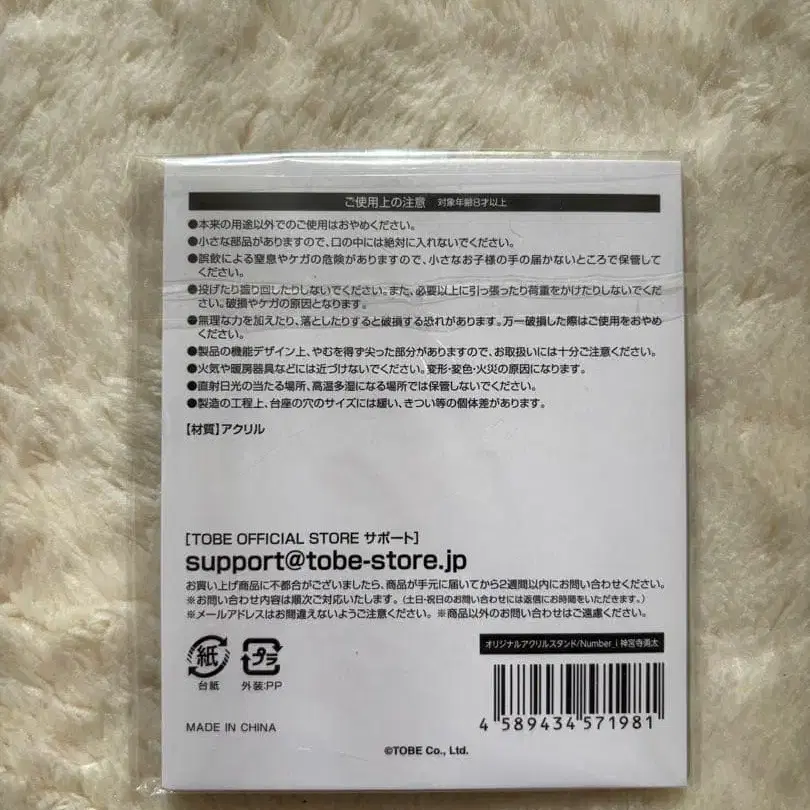 ご使用上の注意 対象年齢8才以上
●本来の用途以外でのご使用はおやめください。
●小さな部品がありますので、口の中には絶対に入れないでください。
●誤飲による窒息やケガの危険がありますので、小さなお子様の手の届かないところで保管して
ください。
●投げたり振り回したりしないでください。また、必要以上に引っ張ったり荷重をかけたりしないでくだ
さい。破損やケガの原因となります。
●無理な力を加えたり、落としたりすると破損する恐れがあります。万一破損した際はご使用をおやめ
ください。
●製品の機能デザイン上、やむを得ず尖った部分がありますので、お取扱いには十分ご注意ください。
●火気や暖房器具などには近づけないでください。変形・変色・火災の原因になります。
●直射日光の当たる場所、高温多湿になる場所では保管しないでください。
●製造の工程上、台座の穴のサイズには緩い、きつい等の個体差があります。
【材質】アクリル
[TOBE OFFICIAL STORE サポート]
support@tobe-store.jp
お買い上げ商品に不都合がございましたら、商品が手元に届いてから2週間以内にお問い合わせください。
※お問い合わせ内容は順次ご対応いたします。(土日・祝日のお問い合わせには返信にお時間をいただきます。)
※メールアドレスはお間違えないようご注意ください。※商品以外のお問い合わせはご遠慮ください。
紙 プラ
台紙 外装:PP
オリジナルアクリルスタンド/Number_i 神宮寺勇太
4 589434 571981
MADE IN CHINA
©TOBE Co., Ltd.